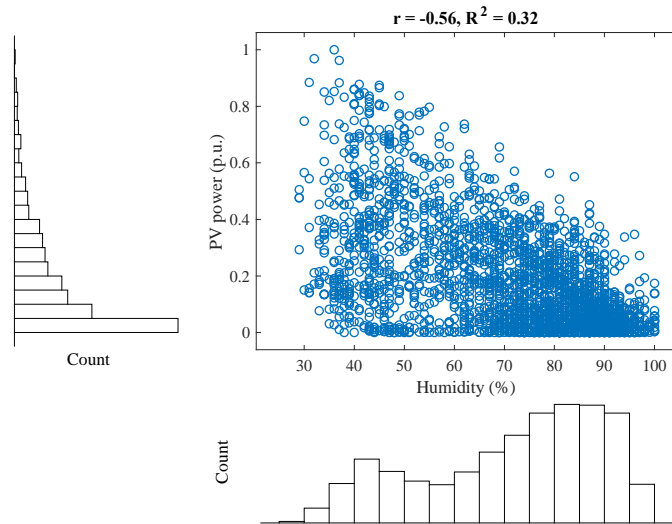 r = -0.56, R² = 0.32
1
0.8
0.6
0.4
0.2
0
PV power (p.u.)
30 40 50 60 70 80 90 100
Humidity (%)
Count
Count